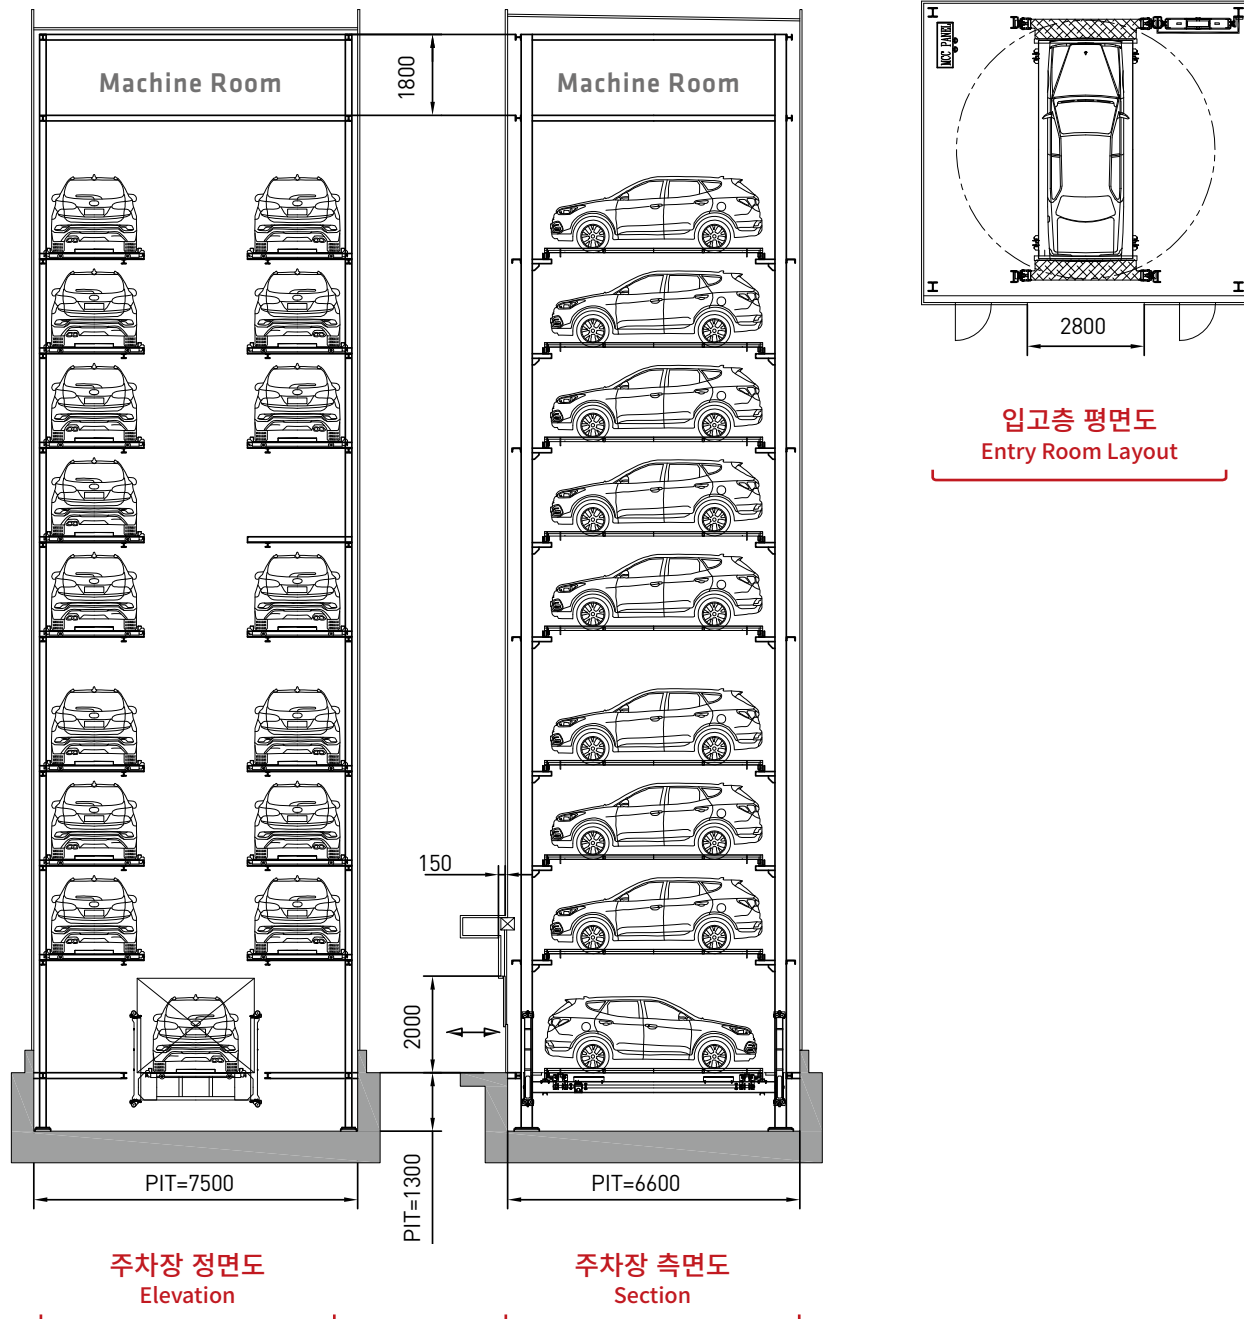 Machine Room
1800
Machine Room
MCC PANEL
2800
입고층 평면도
Entry Room Layout
150
2000
PIT=1300
PIT=7500
PIT=6600
주차장 정면도
Elevation
주차장 측면도
Section